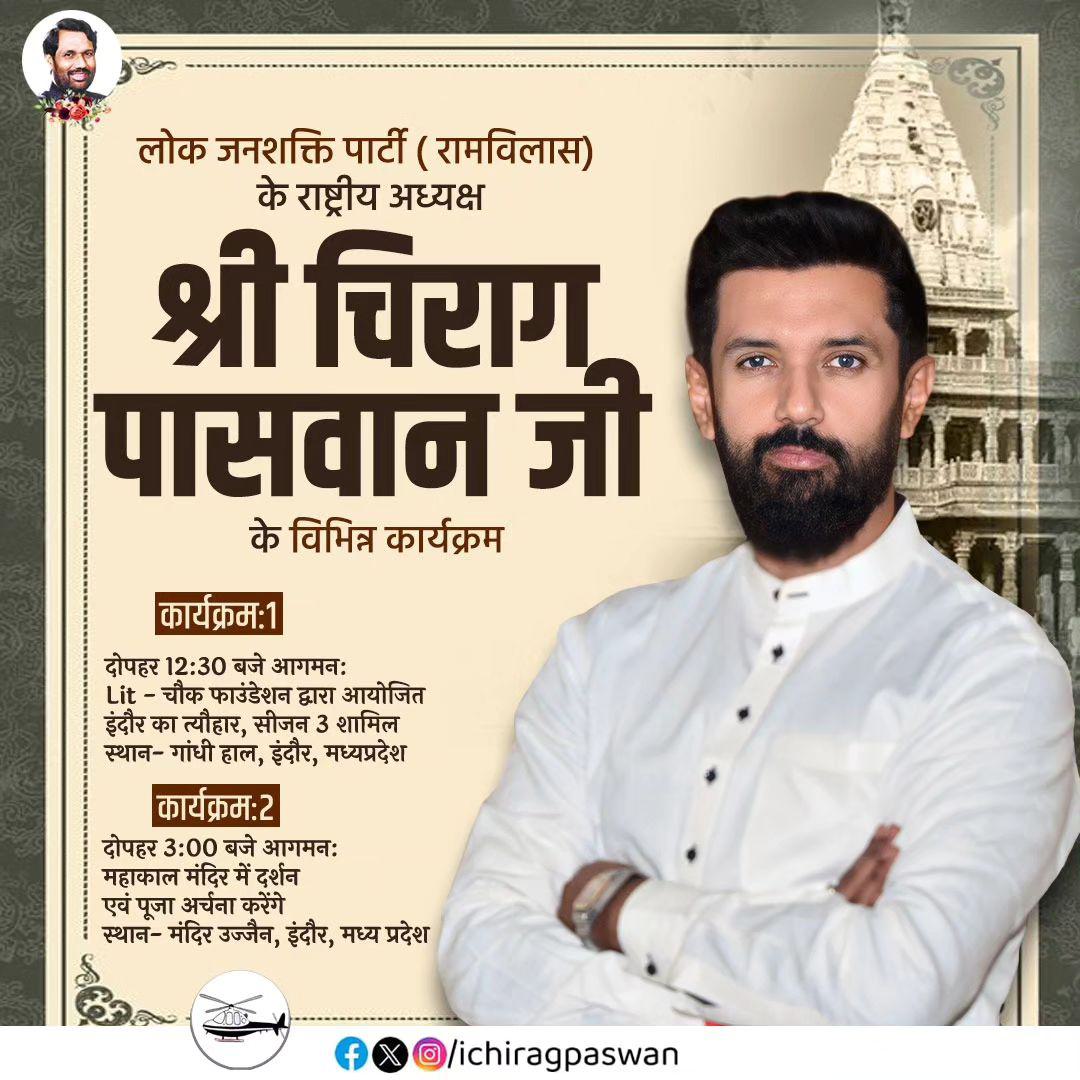 लोक जनशक्ति पार्टी ( रामविलास)
के राष्ट्रीय अध्यक्ष
श्री चिराग
पासवान जी
के विभिन्न कार्यक्रम
कार्यक्रम:1
दोपहर 12:30 बजे आगमन:
Lit - चौक फाउंडेशन द्वारा आयोजित
इंदौर का त्यौहार, सीजन 3 शामिल
स्थान- गांधी हाल, इंदौर, मध्यप्रदेश
कार्यक्रम:2
दोपहर 3:00 बजे आगमन:
महाकाल मंदिर में दर्शन
एवं पूजा अर्चना करेंगे
स्थान- मंदिर उज्जैन, इंदौर, मध्य प्रदेश
/ichiragpaswan